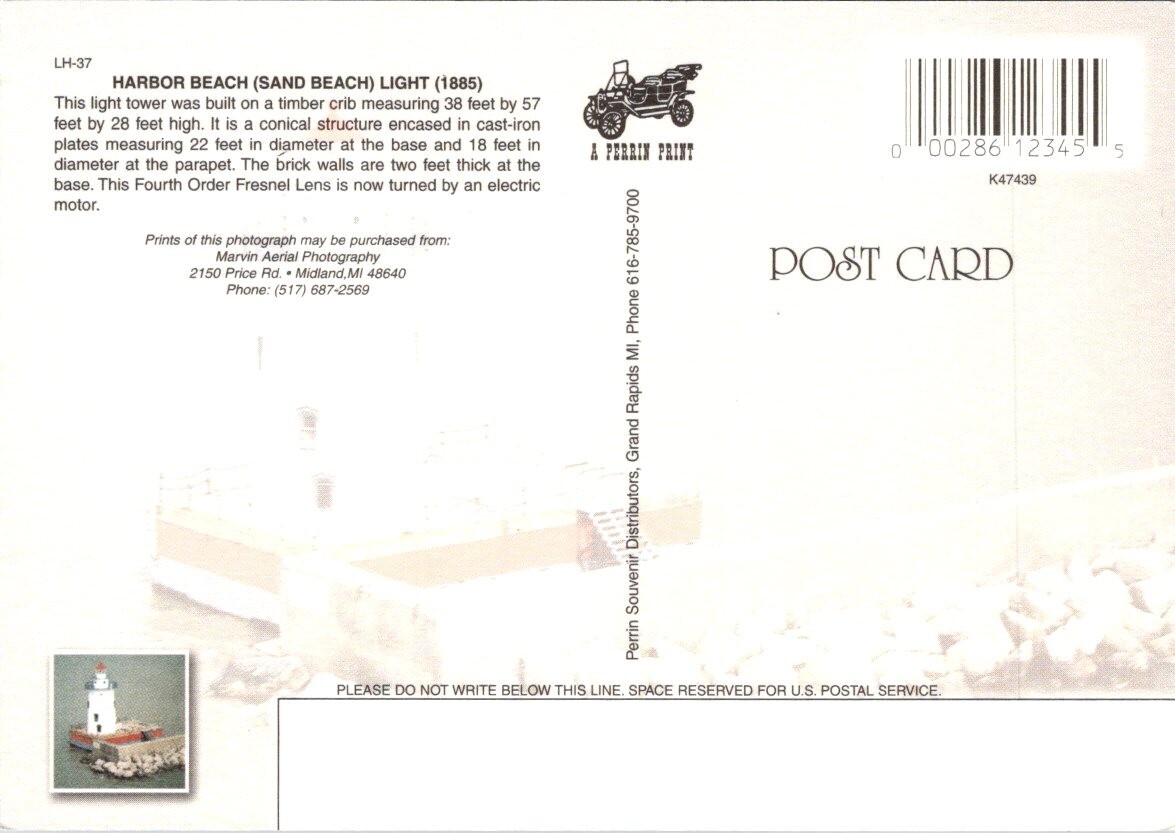 LH-37
HARBOR BEACH (SAND BEACH) LIGHT (1885)
This light tower was built on a timber crib measuring 38 feet by 57
feet by 28 feet high. It is a conical structure encased in cast-iron
plates measuring 22 feet in diameter at the base and 18 feet in
diameter at the parapet. The brick walls are two feet thick at the
base. This Fourth Order Fresnel Lens is now turned by an electric
motor.
Prints of this photograph may be purchased from:
Marvin Aerial Photography
2150 Price Rd. • Midland,MI 48640
Phone: (517) 687-2569
A PERRIN PRINT
Perrin Souvenir Distributors, Grand Rapids MI, Phone 616-785-9700
0 00286 12345 5
K47439
POST CARD
PLEASE DO NOT WRITE BELOW THIS LINE. SPACE RESERVED FOR U.S. POSTAL SERVICE.